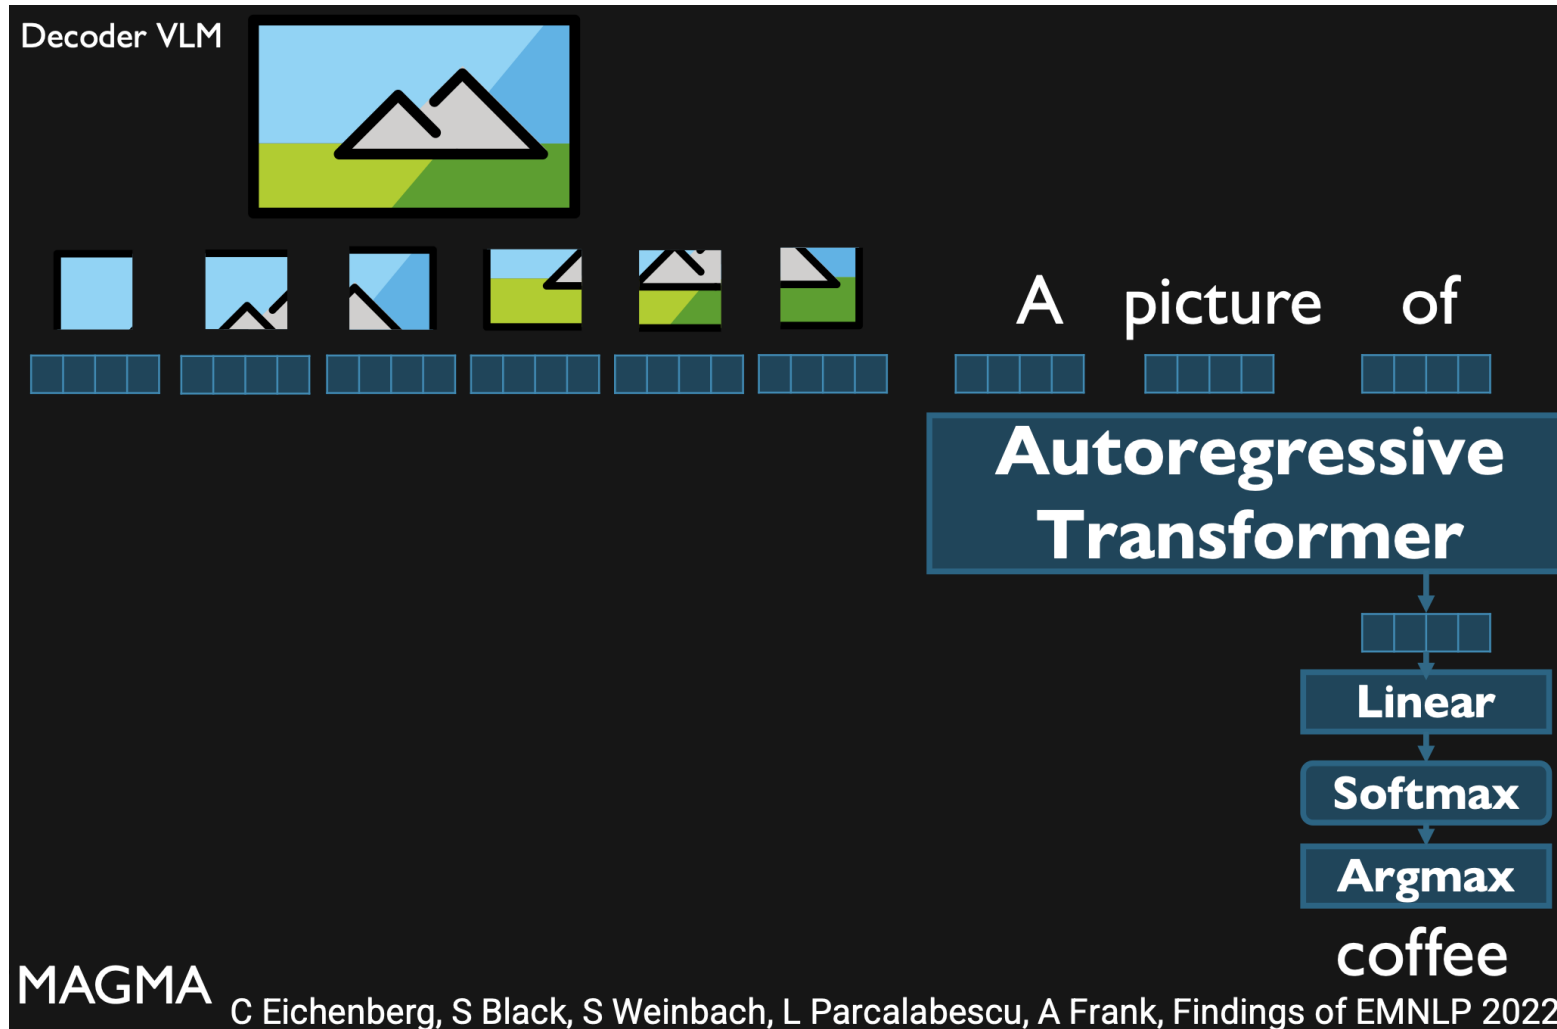 Decoder VLM
A picture of
Autoregressive
Transformer
Linear
Softmax
Argmax
coffee
MAGMA
C Eichenberg, S Black, S Weinbach, L Parcalabescu, A Frank, Findings of EMNLP 2022